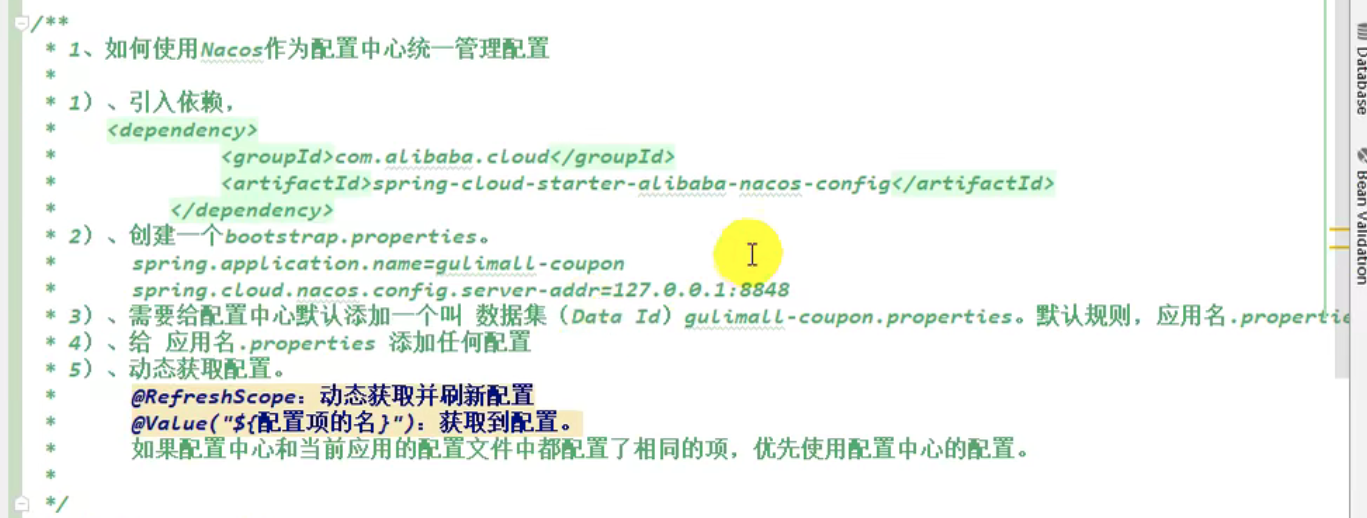 /**
* 1、如何使用Nacos作为配置中心统一管理配置
*
* 1）、引入依赖，
* <dependency>
* <groupId>com.alibaba.cloud</groupId>
* <artifactId>spring-cloud-starter-alibaba-nacos-config</artifactId>
* </dependency>
* 2）、创建一个bootstrap.properties。
* spring.application.name=gulimall-coupon
* spring.cloud.nacos.config.server-addr=127.0.0.1:8848
* 3）、需要给配置中心默认添加一个叫 数据集（Data Id）gulimall-coupon.properties。默认规则，应用名.propertie
* 4）、给 应用名.properties 添加任何配置
* 5）、动态获取配置。
* @RefreshScope：动态获取并刷新配置
* @Value("${配置项的名}")：获取到配置。
* 如果配置中心和当前应用的配置文件中都配置了相同的项，优先使用配置中心的配置。
*
*/
Database
Bean Validation